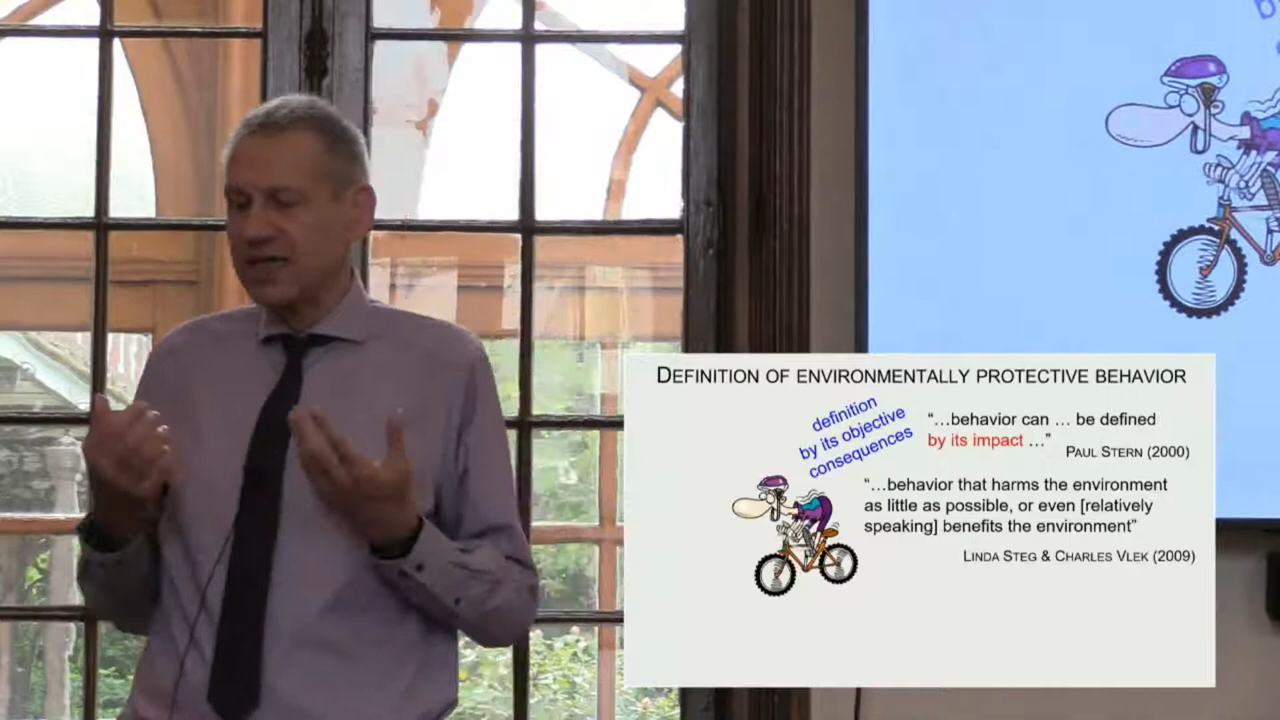 by
DEFINITION OF ENVIRONMENTALLY PROTECTIVE BEHAVIOR
definition
by its objective
consequences
“…behavior can … be defined
by its impact …”
PAUL STERN (2000)
“…behavior that harms the environment
as little as possible, or even [relatively
speaking] benefits the environment”
LINDA STEG & CHARLES VLEK (2009)